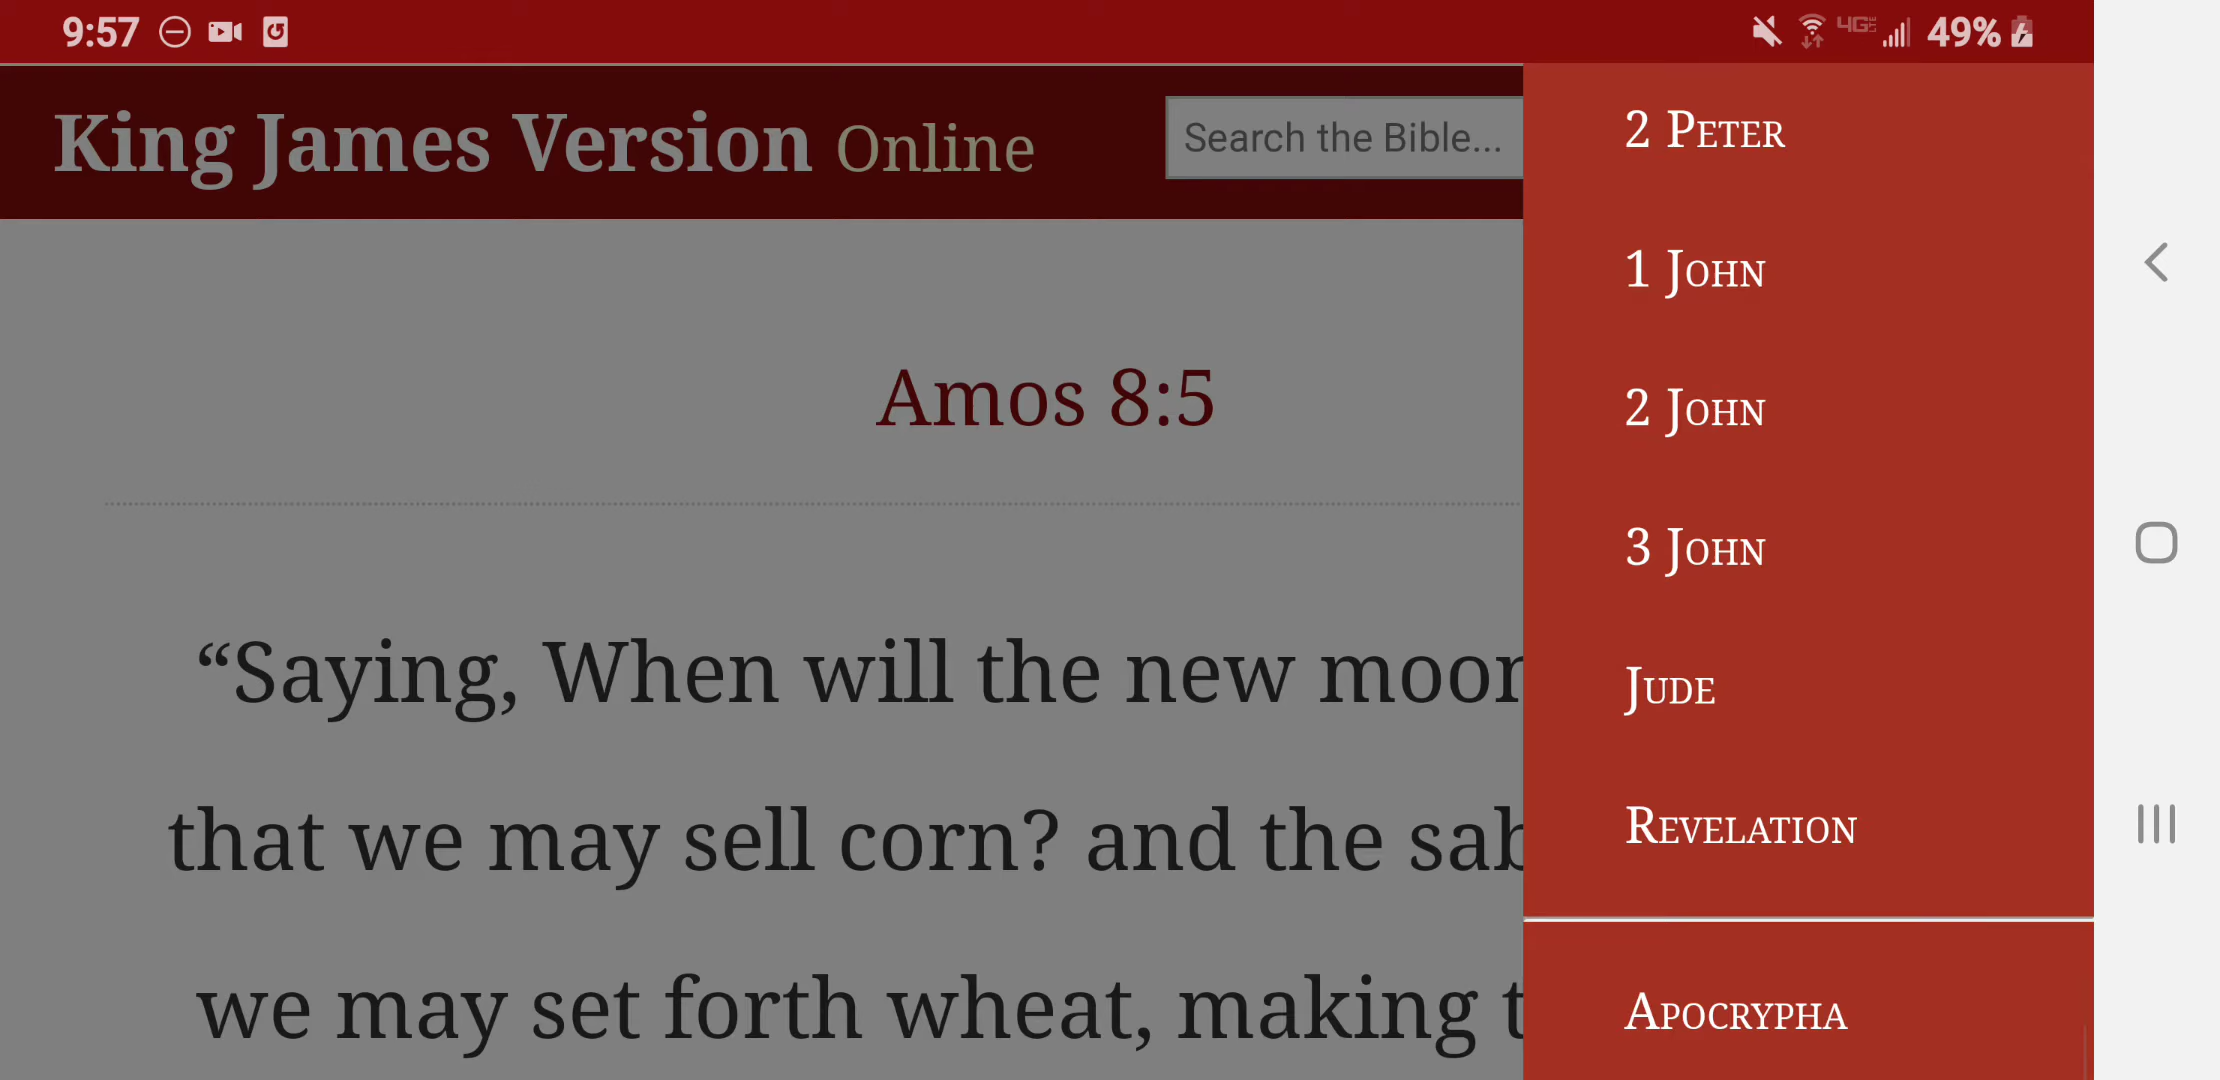 9:57
4G LTE 49%
King James Version Online
Search the Bible...
Amos 8:5
“Saying, When will the new moon
that we may sell corn? and the sab
we may set forth wheat, making t
2 Peter
1 John
2 John
3 John
Jude
Revelation
Apocrypha